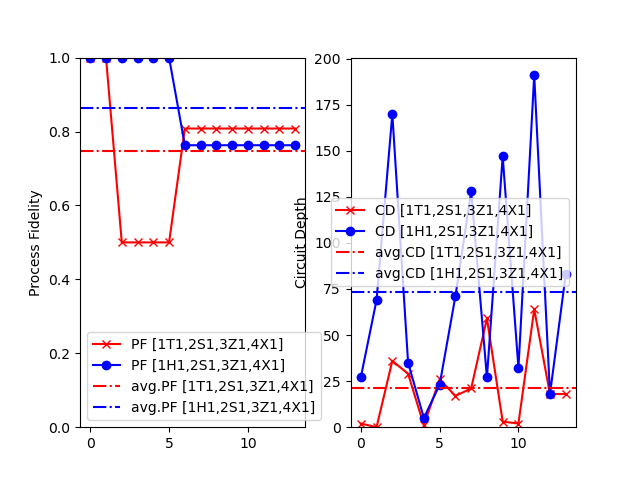 Process Fidelity
1.0
0.8
0.6
0.4
0.2
0.0
0
5
10
PF [1T1,2S1,3Z1,4X1]
PF [1H1,2S1,3Z1,4X1]
avg.PF [1T1,2S1,3Z1,4X1]
avg.PF [1H1,2S1,3Z1,4X1]
Circuit Depth
200
175
150
125
100
75
50
25
0
0
5
10
CD [1T1,2S1,3Z1,4X1]
CD [1H1,2S1,3Z1,4X1]
avg.CD [1T1,2S1,3Z1,4X1]
avg.CD [1H1,2S1,3Z1,4X1]